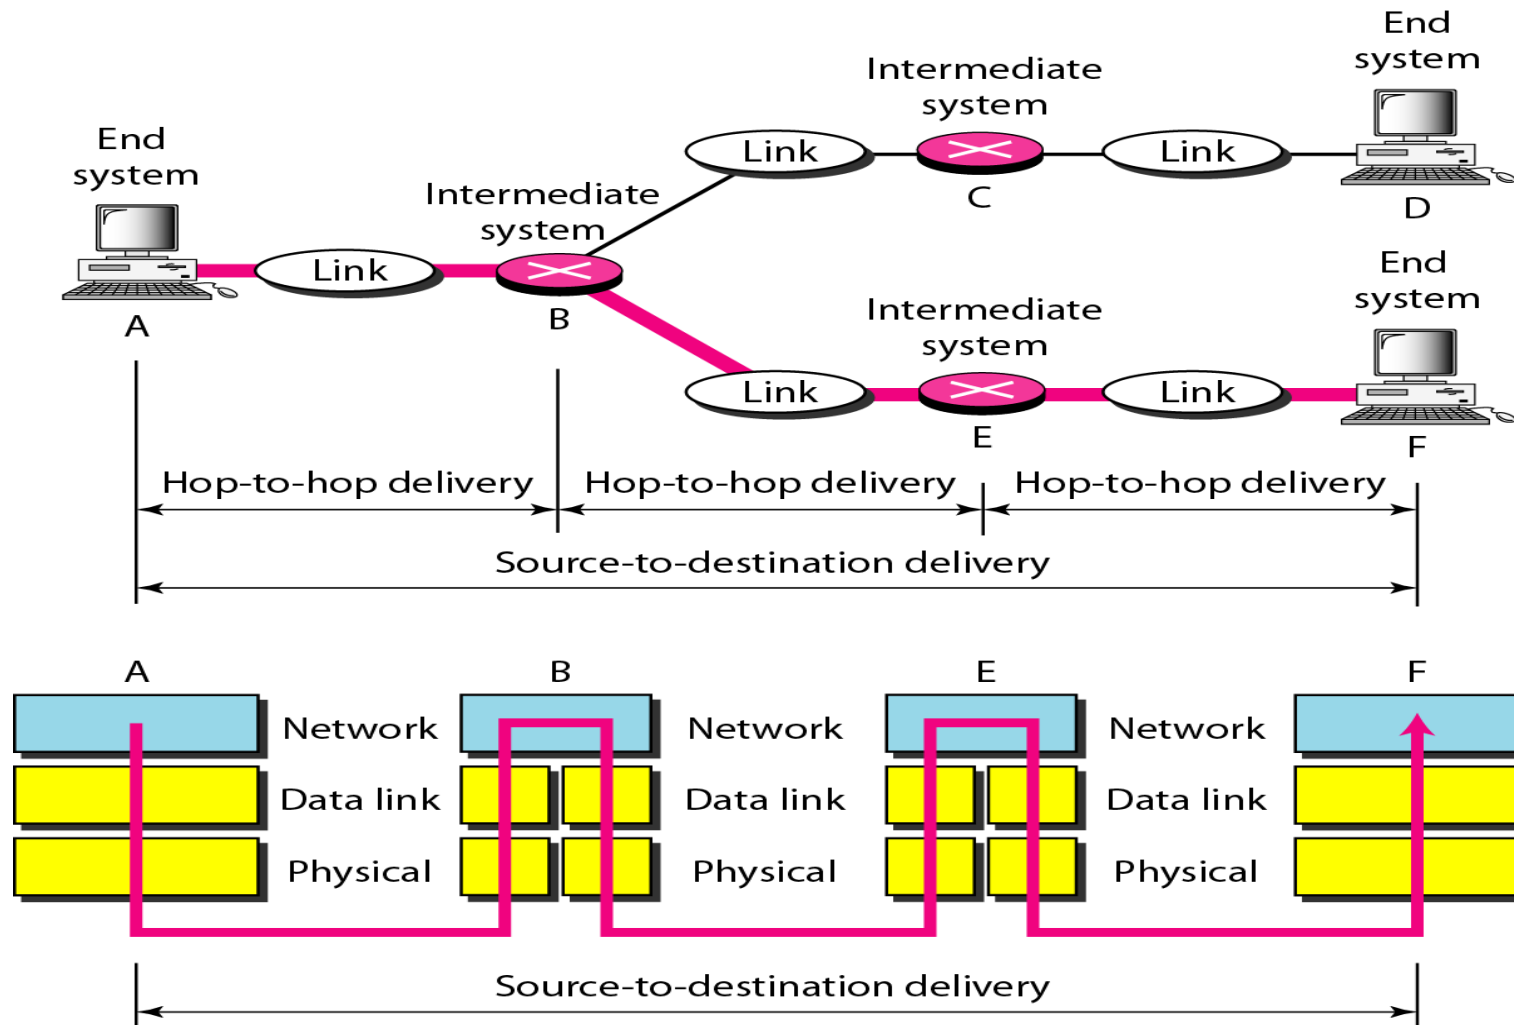 End
system
Intermediate
system
Link
Link
C
D
End
system
Intermediate
system
Link
A
B
End
system
Intermediate
system
Link
Link
E
F
Hop-to-hop delivery
Hop-to-hop delivery
Hop-to-hop delivery
Source-to-destination delivery
A
B
E
F
Network
Network
Network
Data link
Data link
Data link
Physical
Physical
Physical
Source-to-destination delivery